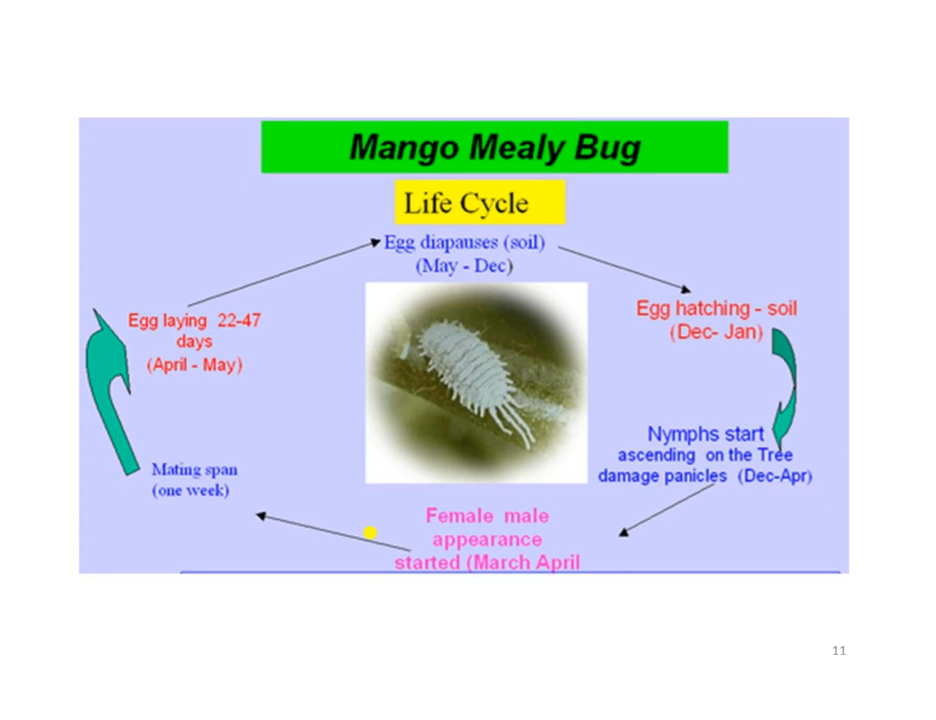 Mango Mealy Bug
Life Cycle
Egg diapauses (soil)
(May - Dec)
Egg hatching - soil
(Dec- Jan)
Nymphs start
ascending on the Tree
damage panicles (Dec-Apr)
Female male
appearance
started (March April
Mating span
(one week)
Egg laying 22-47
days
(April - May)
11